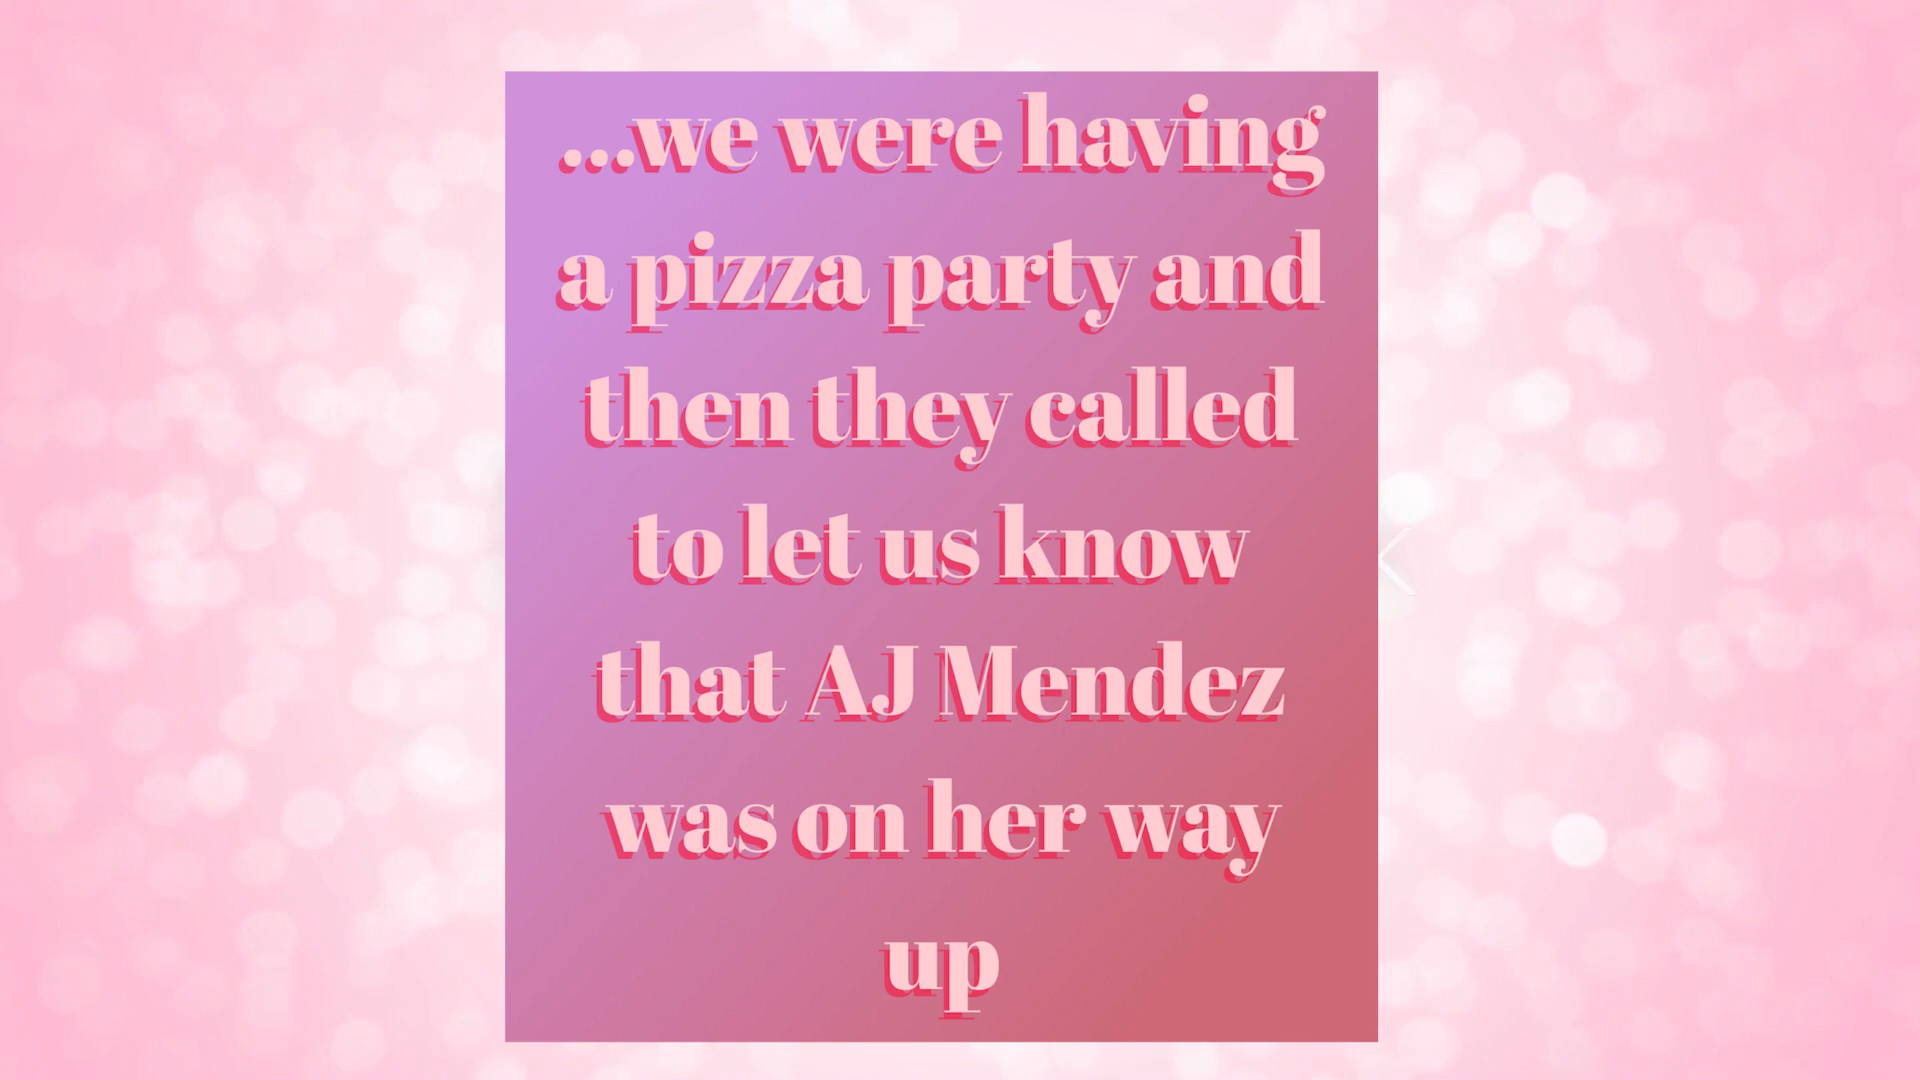 ...we were having
a pizza party and
then they called
to let us know
that AJ Mendez
was on her way
up